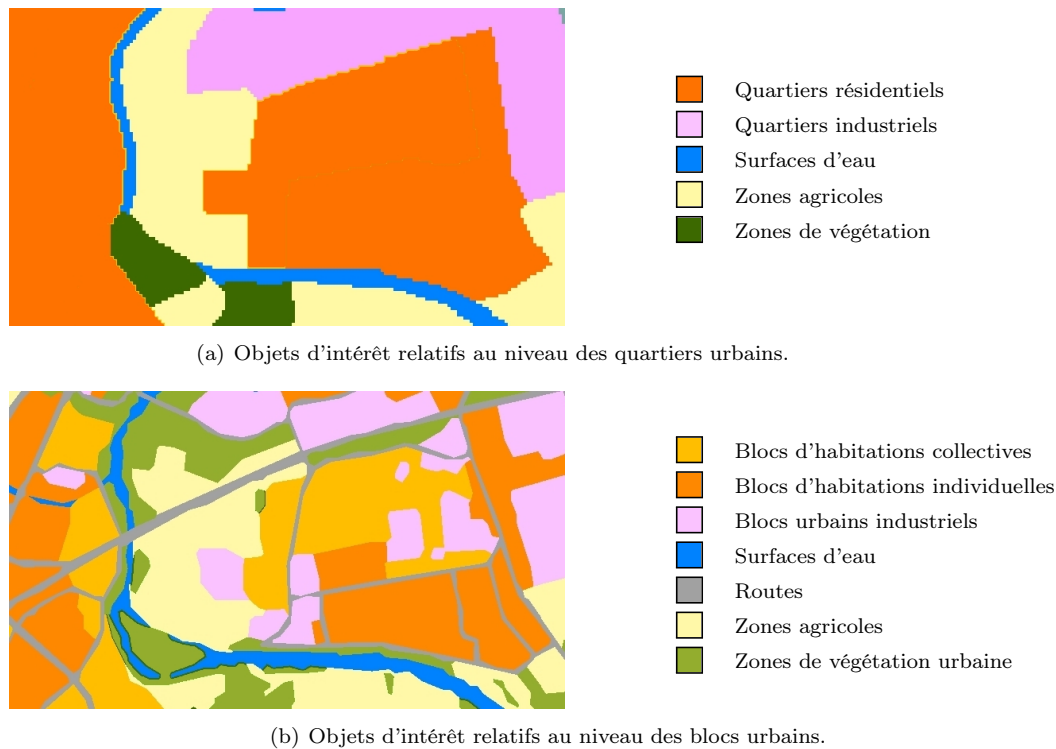 Quartiers résidentiels
Quartiers industriels
Surfaces d'eau
Zones agricoles
Zones de végétation
(a) Objets d'intérêt relatifs au niveau des quartiers urbains.
Blocs d'habitations collectives
Blocs d'habitations individuelles
Blocs urbains industriels
Surfaces d'eau
Routes
Zones agricoles
Zones de végétation urbaine
(b) Objets d'intérêt relatifs au niveau des blocs urbains.